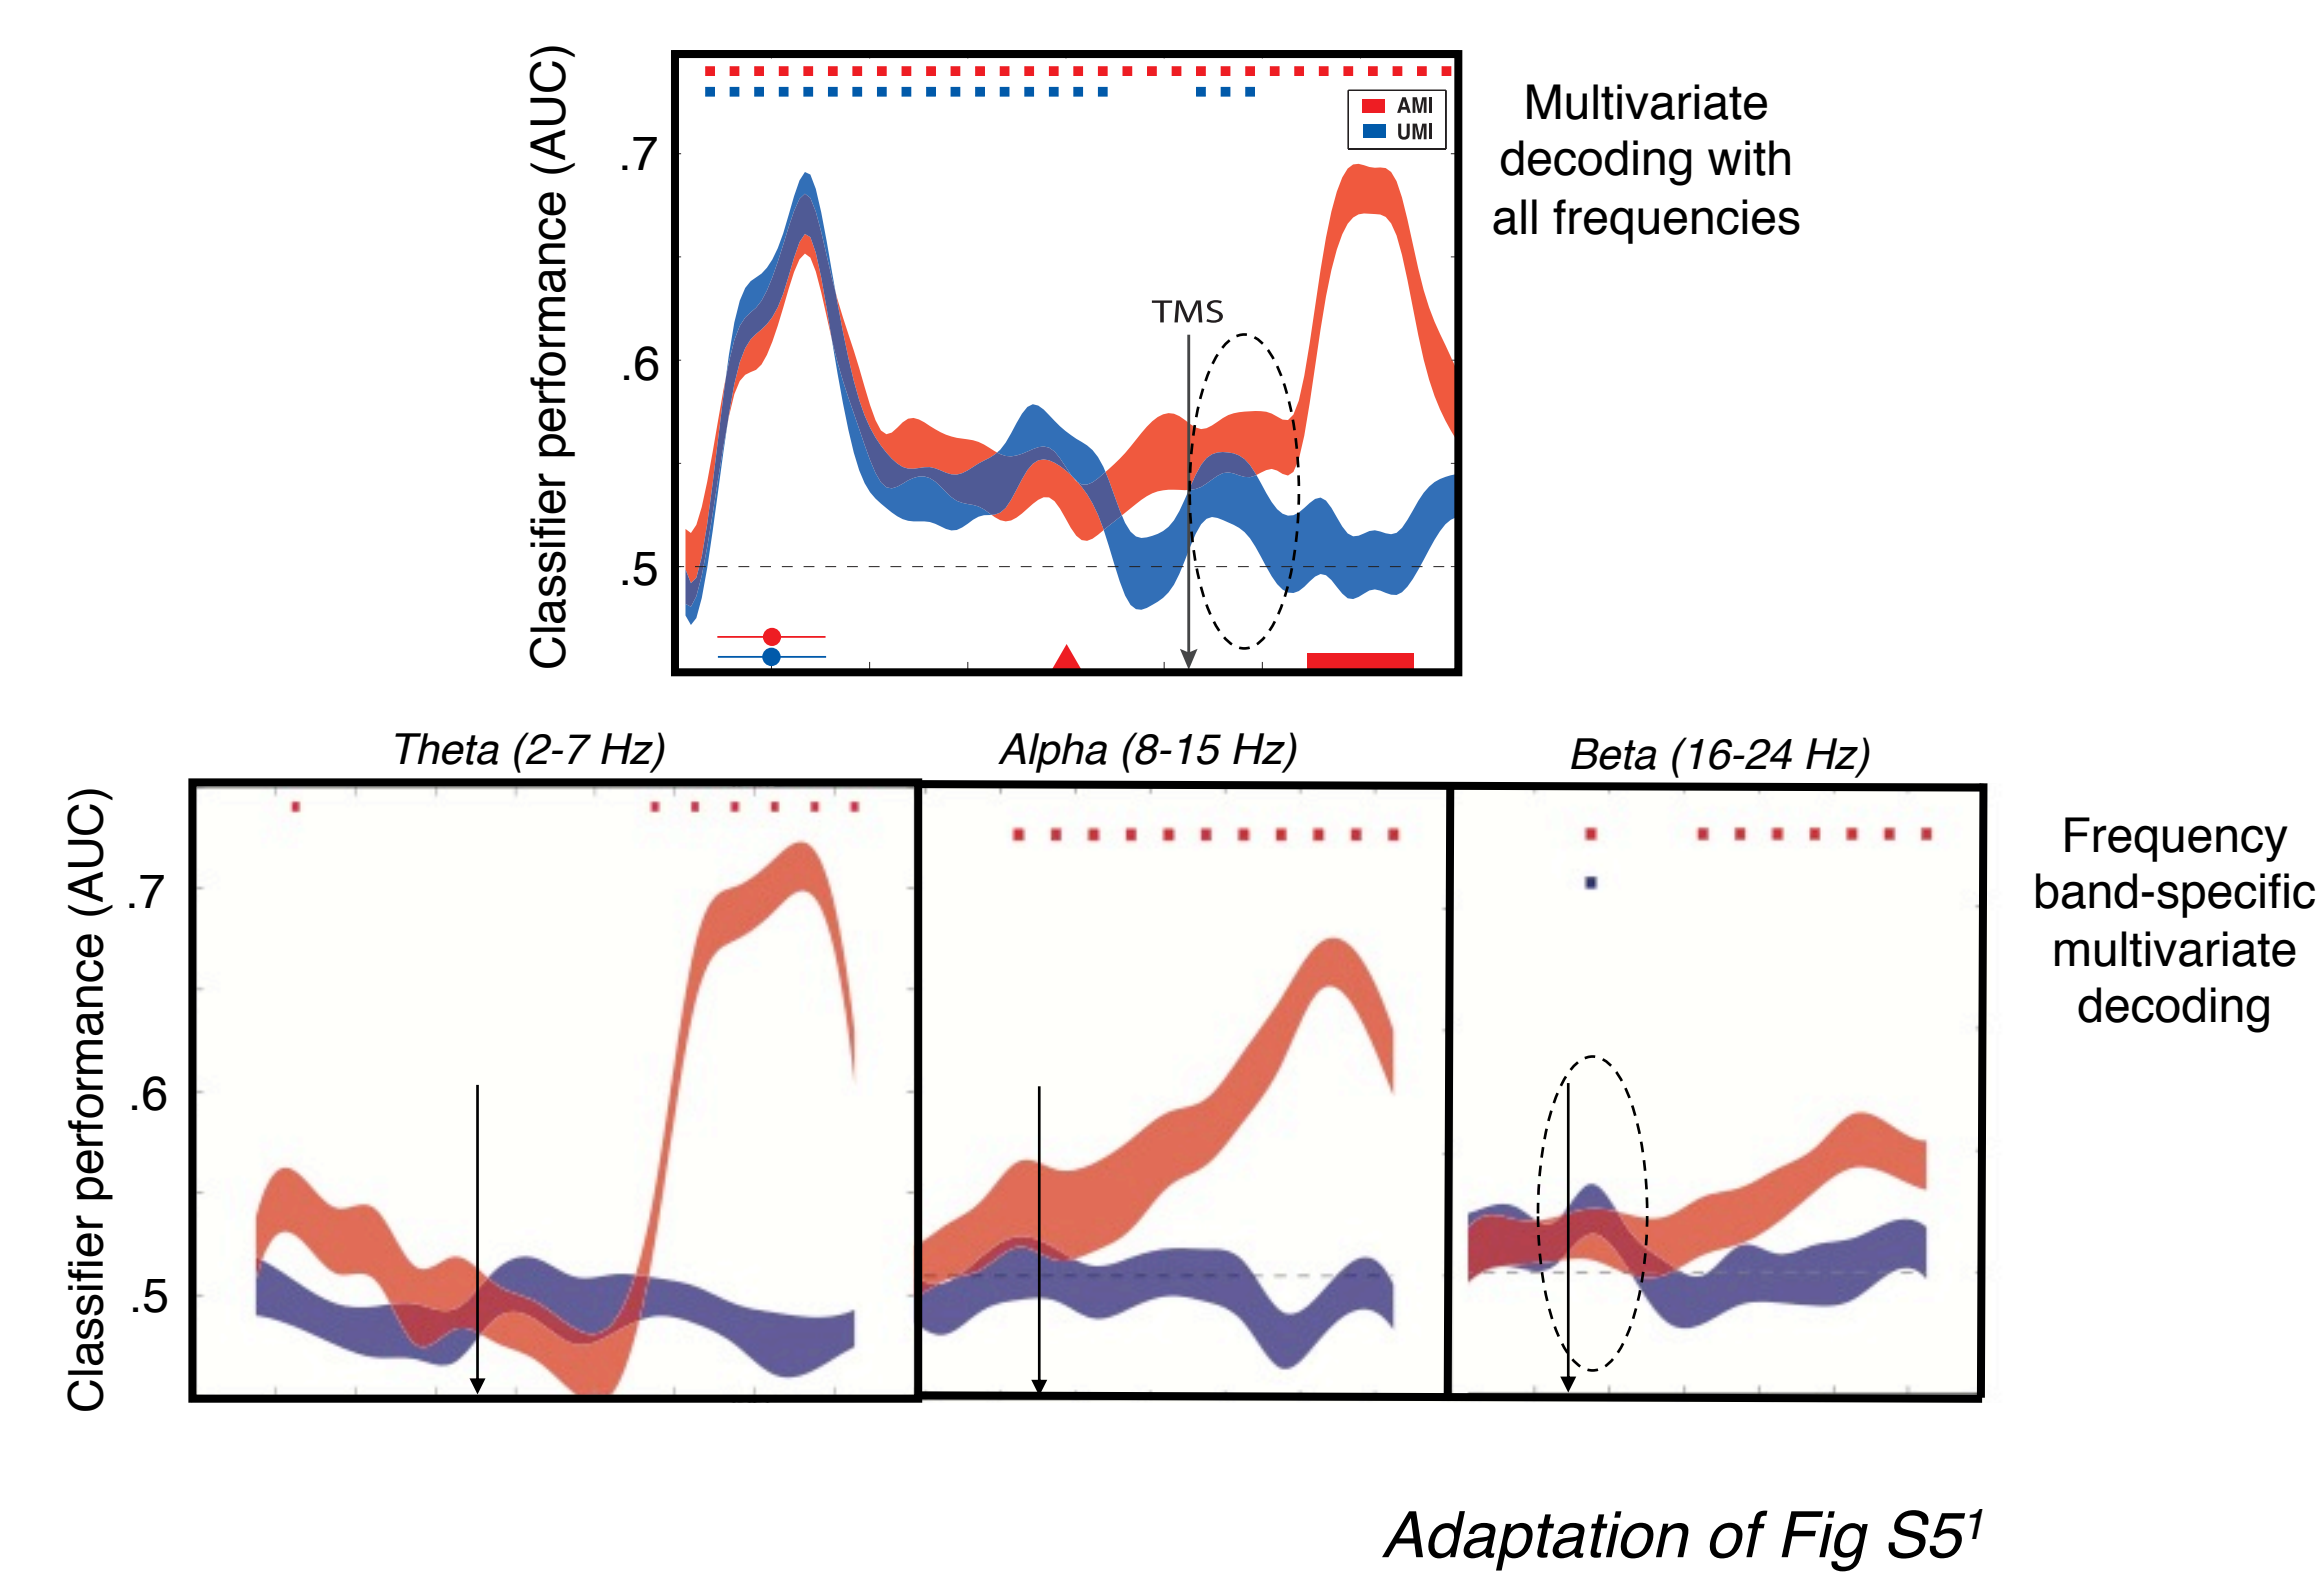 Classifier performance (AUC)
.7
.6
.5
AMI
UMI
TMS
Multivariate
decoding with
all frequencies
Theta (2-7 Hz)
Alpha (8-15 Hz)
Beta (16-24 Hz)
Classifier performance (AUC)
.7
.6
.5
Frequency
band-specific
multivariate
decoding
Adaptation of Fig S5¹